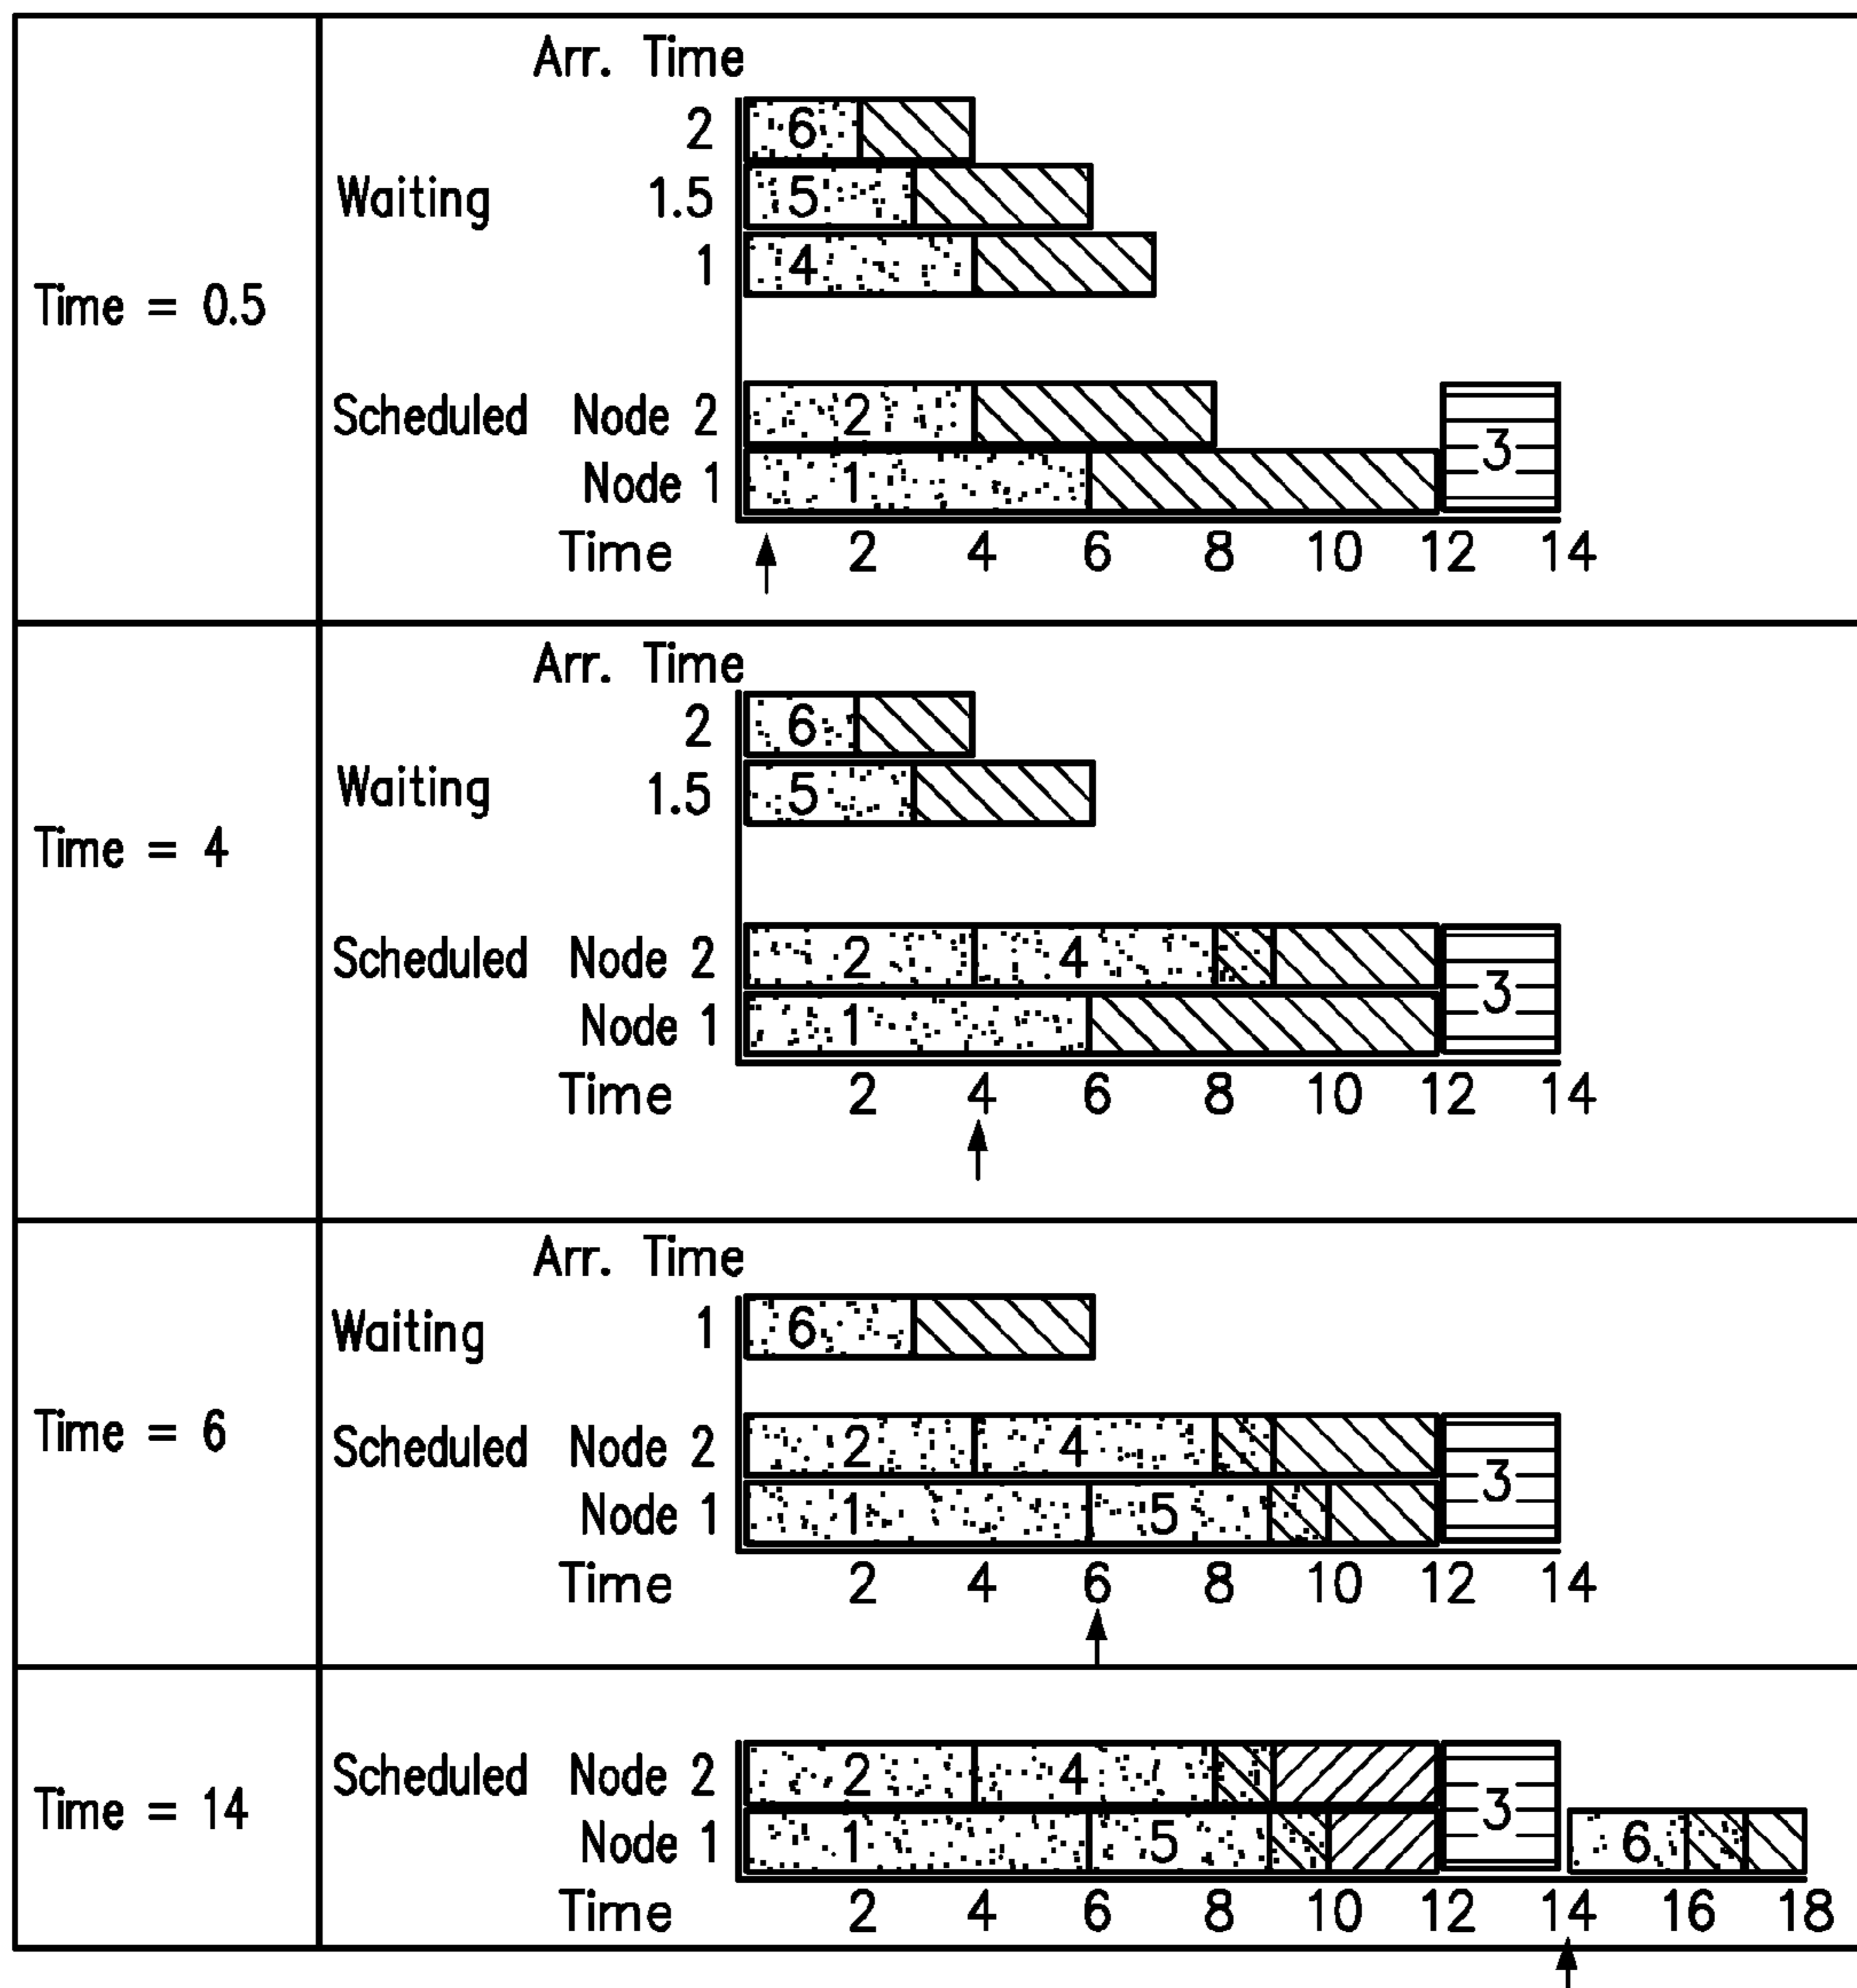 Arr. Time
2 6
Waiting 1.5 5
1 4
Time = 0.5
Scheduled Node 2 2
3
Node 1 1
Time 2 4 6 8 10 12 14
Arr. Time
2 6
Waiting 1.5 5
Time = 4
Scheduled Node 2 2 4
3
Node 1 1
Time 2 4 6 8 10 12 14
Arr. Time
Waiting 1 6
Time = 6
Scheduled Node 2 2 4
3
Node 1 1 5
Time 2 4 6 8 10 12 14
Scheduled Node 2 2 4
Time = 14
3
Node 1 1 5 6
Time 2 4 6 8 10 12 14 16 18